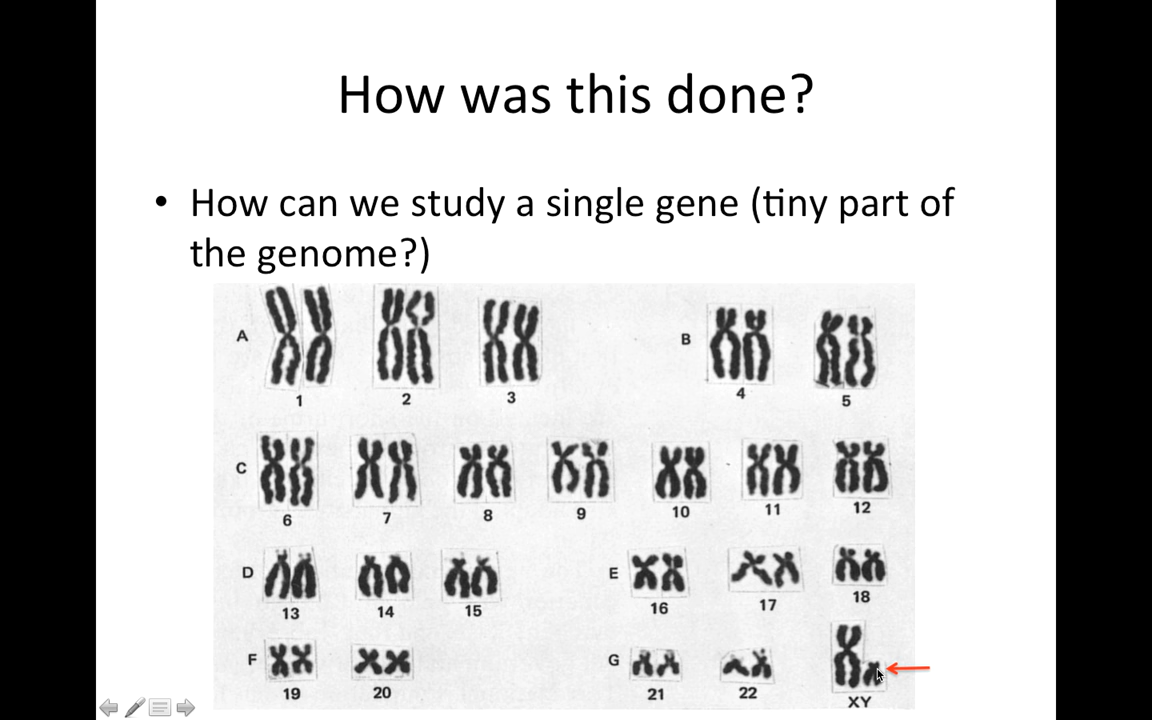 How was this done?
• How can we study a single gene (tiny part of
the genome?)
A 1 2 3 B 4 5
C 6 7 8 9 10 11 12
D 13 14 15 E 16 17 18
F 19 20 G 21 22 XY